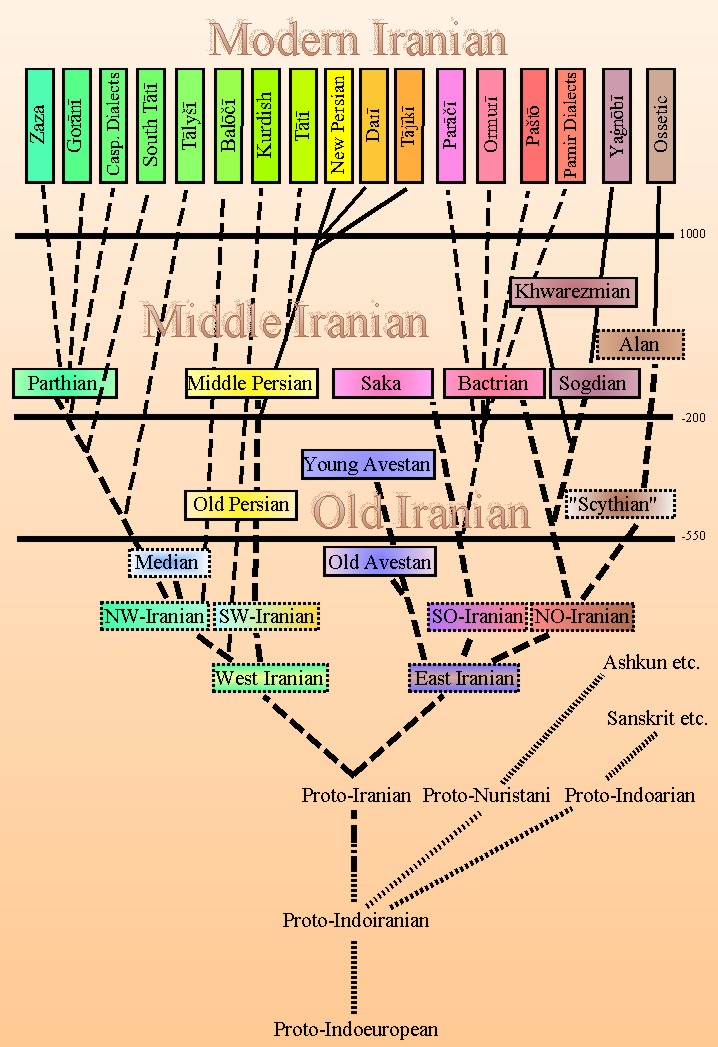 Modern Iranian
Zaza
Gorānī
Casp. Dialects
South Tātī
Tālyšī
Balōčī
Kurdish
Tātī
New Persian
Darī
Tājīkī
Parāčī
Ormurī
Paštō
Pamir Dialects
Yaġnōbī
Ossetic
1000
Khwarezmian
Middle Iranian
Alan
Parthian
Middle Persian
Saka
Bactrian
Sogdian
-200
Young Avestan
Old Persian
Old Iranian
"Scythian"
-550
Median
Old Avestan
NW-Iranian
SW-Iranian
SO-Iranian
NO-Iranian
West Iranian
East Iranian
Ashkun etc.
Sanskrit etc.
Proto-Iranian
Proto-Nuristani
Proto-Indoarian
Proto-Indoiranian
Proto-Indoeuropean